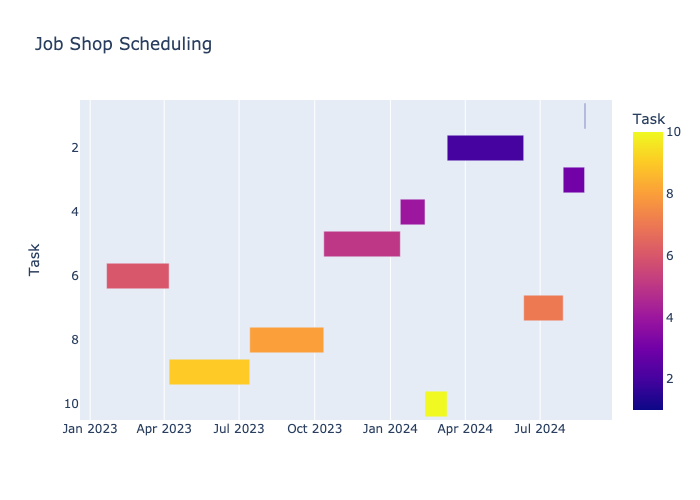 Job Shop Scheduling
Task
2
4
6
8
10
Jan 2023
Apr 2023
Jul 2023
Oct 2023
Jan 2024
Apr 2024
Jul 2024
Task
10
8
6
4
2